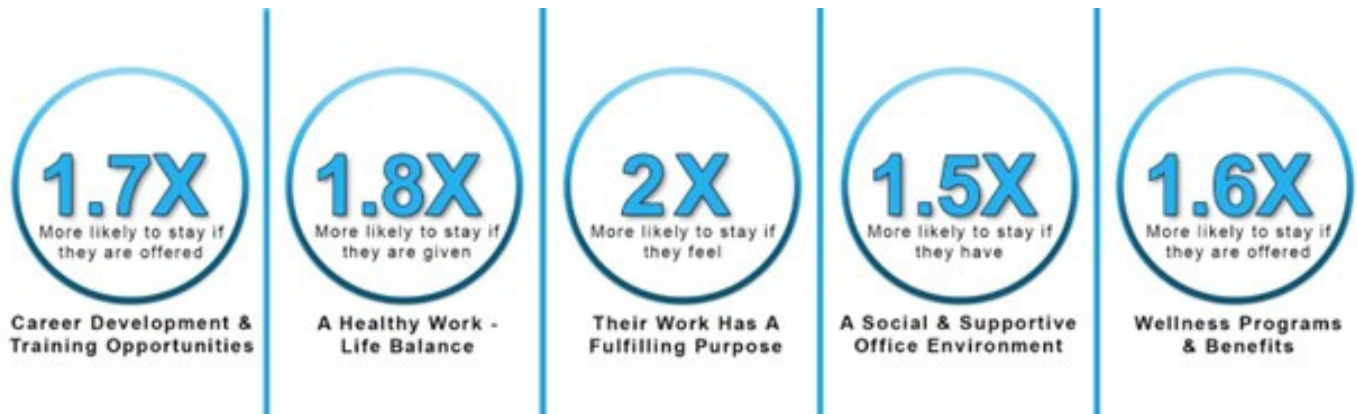 1.7X
More likely to stay if
they are offered
Career Development &
Training Opportunities
1.8X
More likely to stay if
they are given
A Healthy Work -
Life Balance
2X
More likely to stay if
they feel
Their Work Has A
Fulfilling Purpose
1.5X
More likely to stay if
they have
A Social & Supportive
Office Environment
1.6X
More likely to stay if
they are offered
Wellness Programs
& Benefits